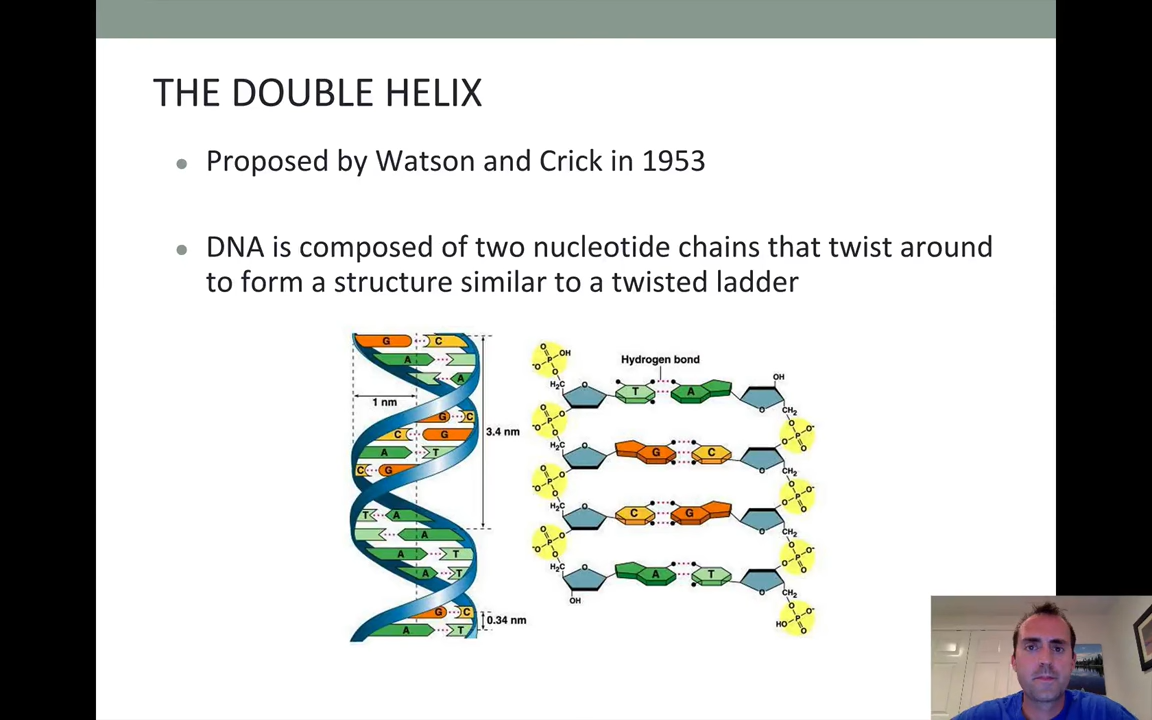 THE DOUBLE HELIX
Proposed by Watson and Crick in 1953
DNA is composed of two nucleotide chains that twist around
to form a structure similar to a twisted ladder
G C
A
A
1 nm
G C
C G
3.4 nm
A T
C G
T A
A
A T
A T
G C
0.34 nm
A T
Hydrogen bond
O
P OH
-O O
H₂C O
T A
OH
O
CH₂
O
-O P O
O
H₂C O
G C
O
O P O-
O
CH₂
O
-O P O
O
H₂C O
C G
O
O P O-
O
CH₂
O
-O P O
O
H₂C O
A T
O
O P O-
O
CH₂
OH
O
HO P O-
O